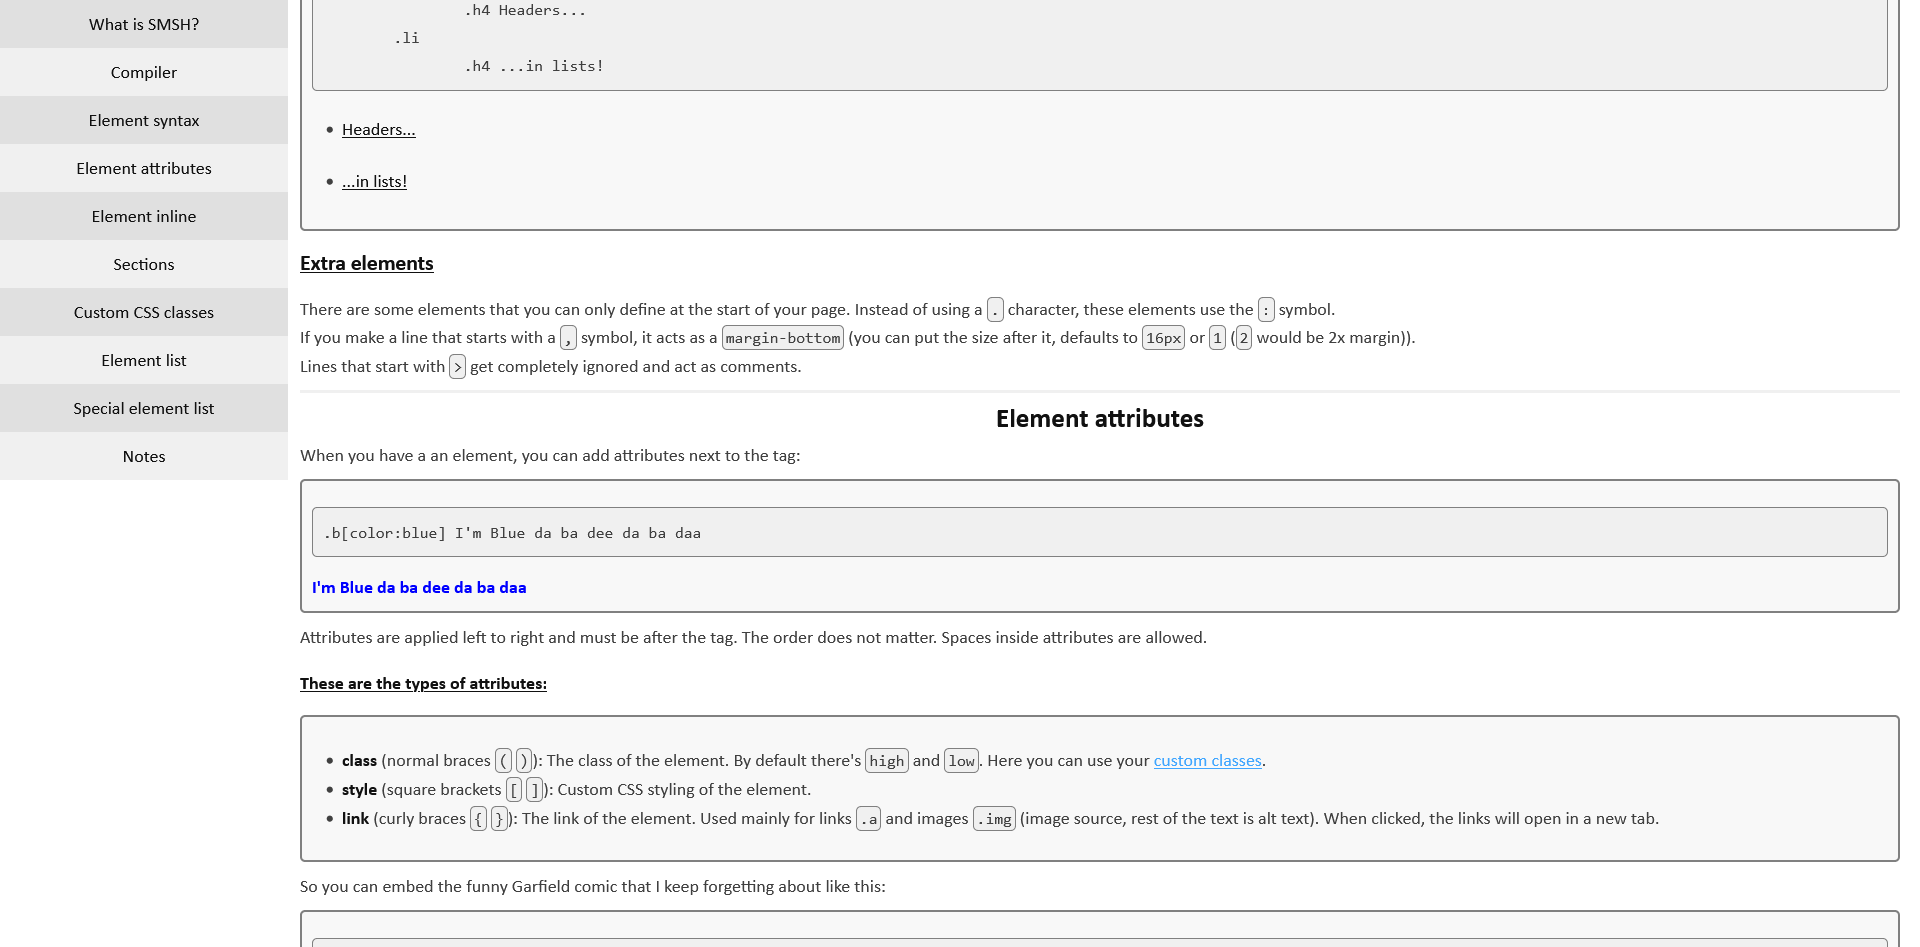 What is SMSH?
Compiler
Element syntax
Element attributes
Element inline
Sections
Custom CSS classes
Element list
Special element list
Notes
.h4 Headers...
.li
.h4 ...in lists!
• Headers...
• ...in lists!
Extra elements
There are some elements that you can only define at the start of your page. Instead of using a . character, these elements use the : symbol.
If you make a line that starts with a , symbol, it acts as a margin-bottom (you can put the size after it, defaults to 16px or 1 (2 would be 2x margin)).
Lines that start with > get completely ignored and act as comments.
Element attributes
When you have a an element, you can add attributes next to the tag:
.b[color:blue] I'm Blue da ba dee da ba daa
I'm Blue da ba dee da ba daa
Attributes are applied left to right and must be after the tag. The order does not matter. Spaces inside attributes are allowed.
These are the types of attributes:
• class (normal braces ( )): The class of the element. By default there's high and low. Here you can use your custom classes.
• style (square brackets [ ]): Custom CSS styling of the element.
• link (curly braces { }): The link of the element. Used mainly for links .a and images .img (image source, rest of the text is alt text). When clicked, the links will open in a new tab.
So you can embed the funny Garfield comic that I keep forgetting about like this: